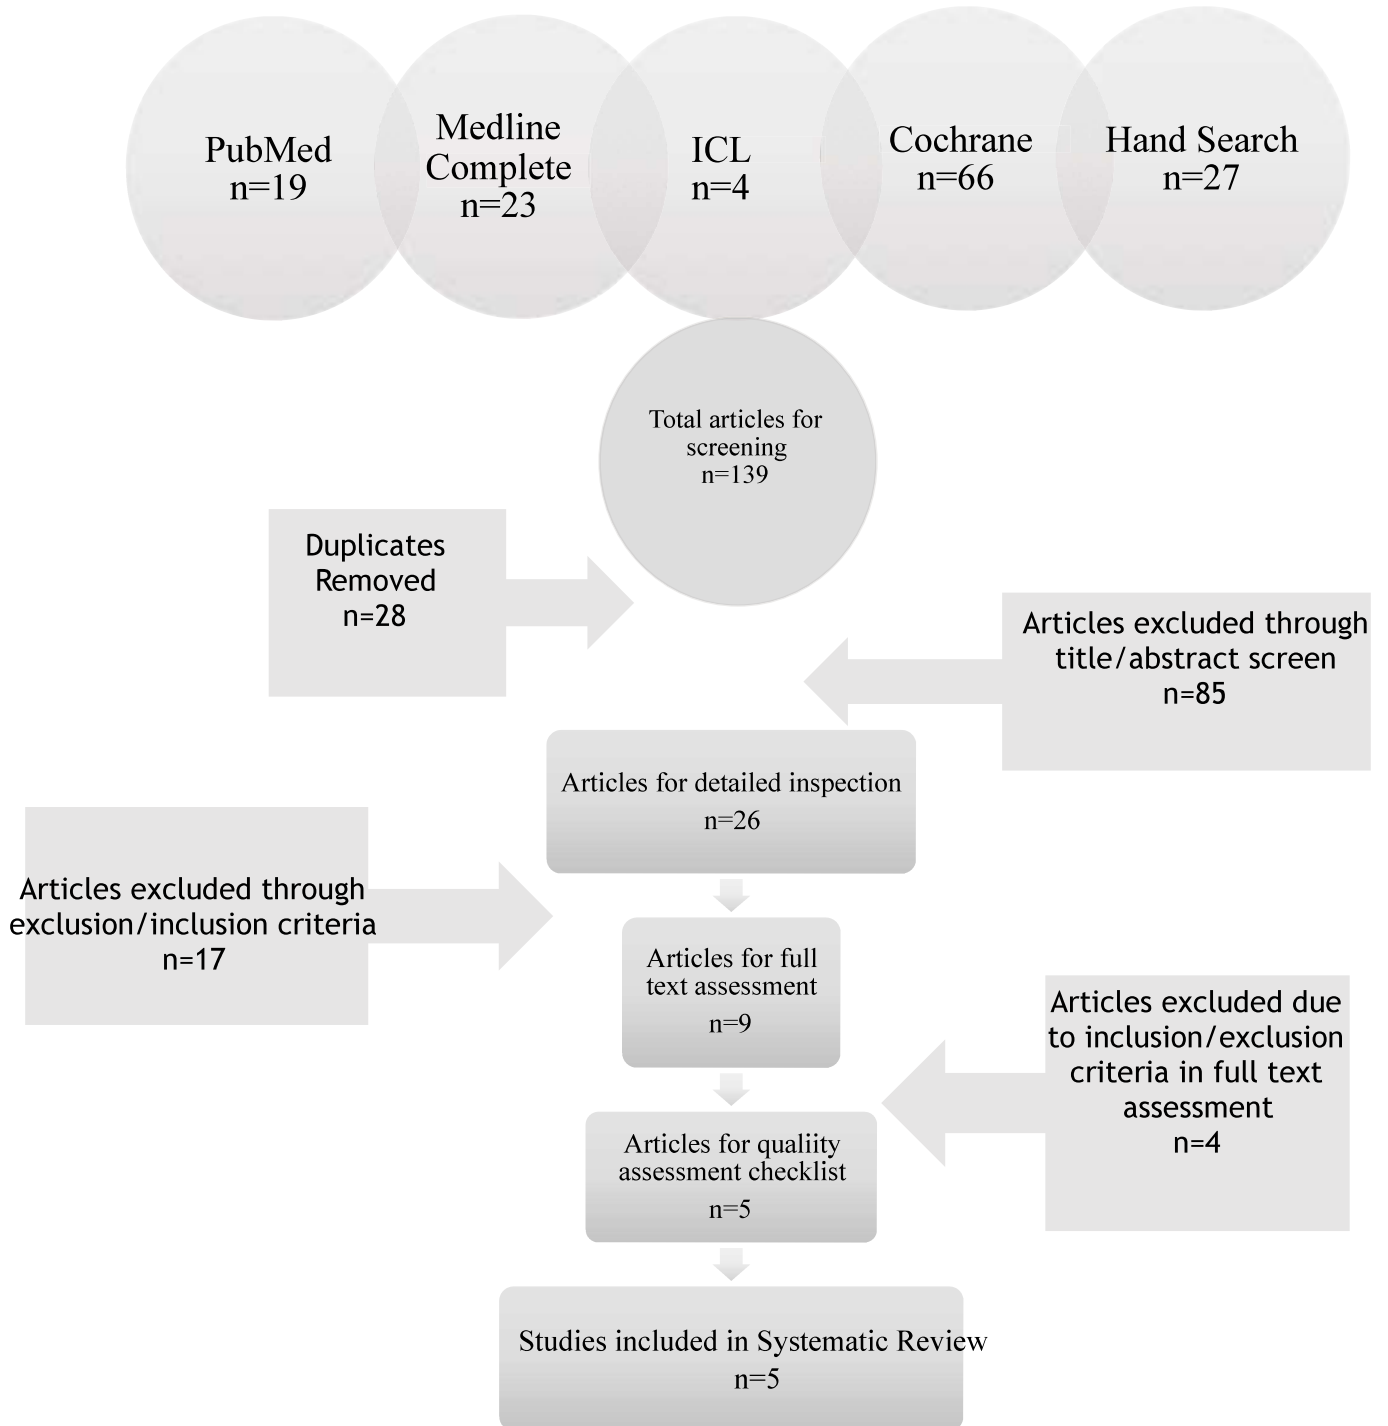 PubMed
n=19
Medline
Complete
n=23
ICL
n=4
Cochrane
n=66
Hand Search
n=27
Total articles for
screening
n=139
Duplicates
Removed
n=28
Articles excluded through
title/abstract screen
n=85
Articles for detailed inspection
n=26
Articles excluded through
exclusion/inclusion criteria
n=17
Articles for full
text assessment
n=9
Articles excluded due
to inclusion/exclusion
criteria in full text
assessment
n=4
Articles for qualiity
assessment checklist
n=5
Studies included in Systematic Review
n=5